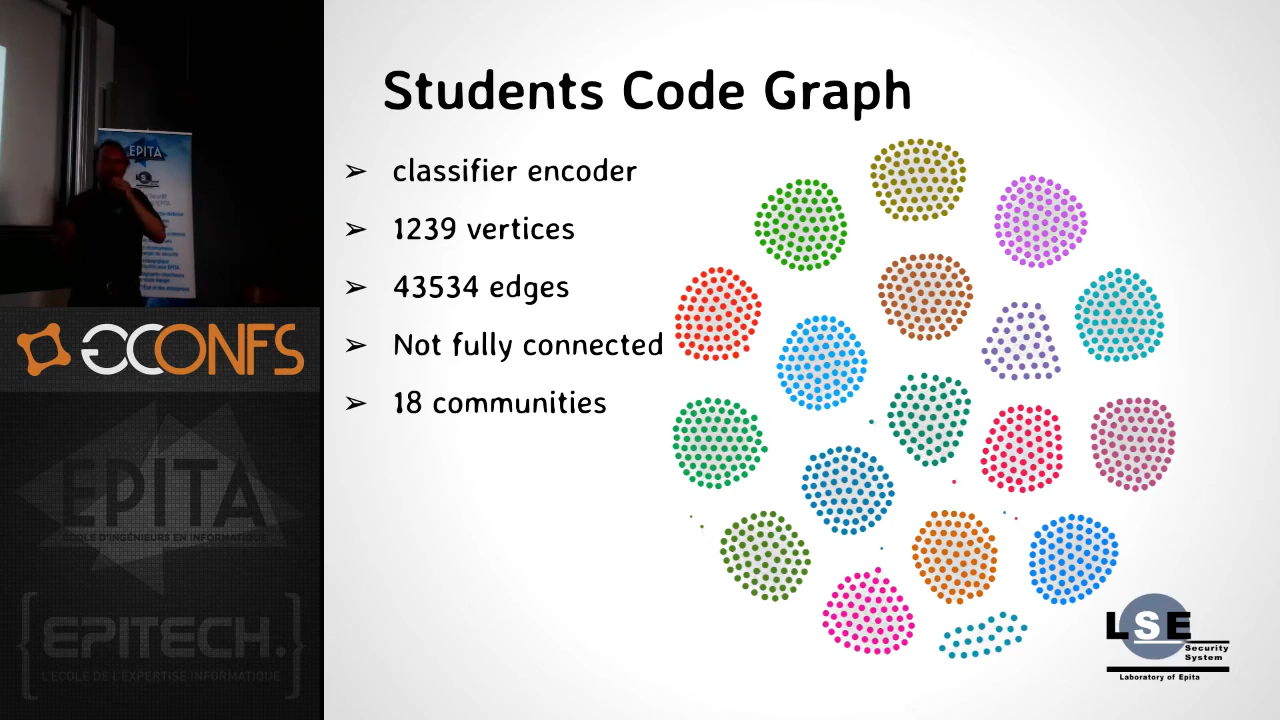 Students Code Graph
➢ classifier encoder
➢ 1239 vertices
➢ 43534 edges
➢ Not fully connected
➢ 18 communities
EPITA
GCONFS
EPITA
ÉCOLE D'INGÉNIEURS EN INFORMATIQUE
{EPITECH.}
L'ÉCOLE DE L'EXPERTISE INFORMATIQUE
LSE
Security
System
Laboratory of Epita